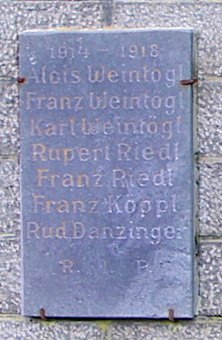 1914 - 1918
Alois Weintögl
Franz Weintögl
Karl Weintögl
Rupert Riedl
Franz Riedl
Franz Köppl
Rud Danzinger
R. I. P.